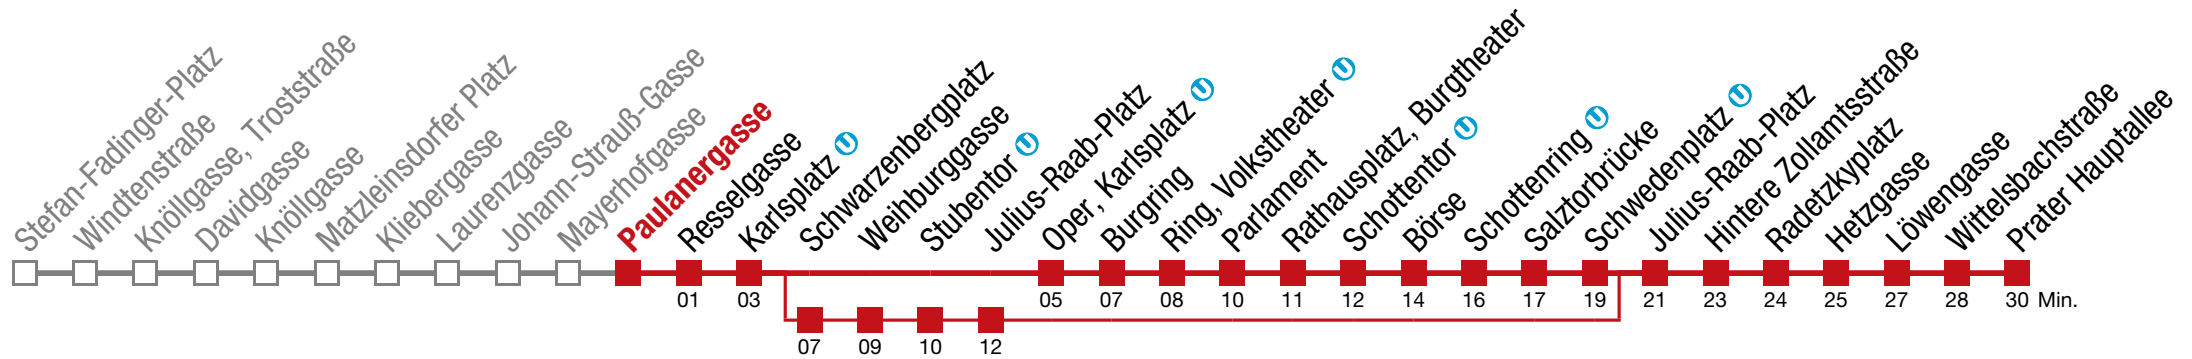 Stefan-Fadinger-Platz
Windtenstraße
Knöllgasse, Troststraße
Davidgasse
Knöllgasse
Matzleinsdorfer Platz
Kliebergasse
Laurenzgasse
Johann-Strauß-Gasse
Mayerhofgasse
Paulanergasse
Resselgasse
Karlsplatz U
Schwarzenbergplatz
Weihburggasse
Stubentor U
Julius-Raab-Platz
Oper, Karlsplatz U
Burgring
Ring, Volkstheater U
Parlament
Rathausplatz, Burgtheater
Schottentor U
Börse
Schottenring U
Salztorbrücke
Schwedenplatz U
Julius-Raab-Platz
Hintere Zollamtsstraße
Radetzkyplatz
Hetzgasse
Löwengasse
Wittelsbachstraße
Prater Hauptallee
01 03 05 07 08 10 11 12 14 16 17 19 21 23 24 25 27 28 30 Min.
07 09 10 12